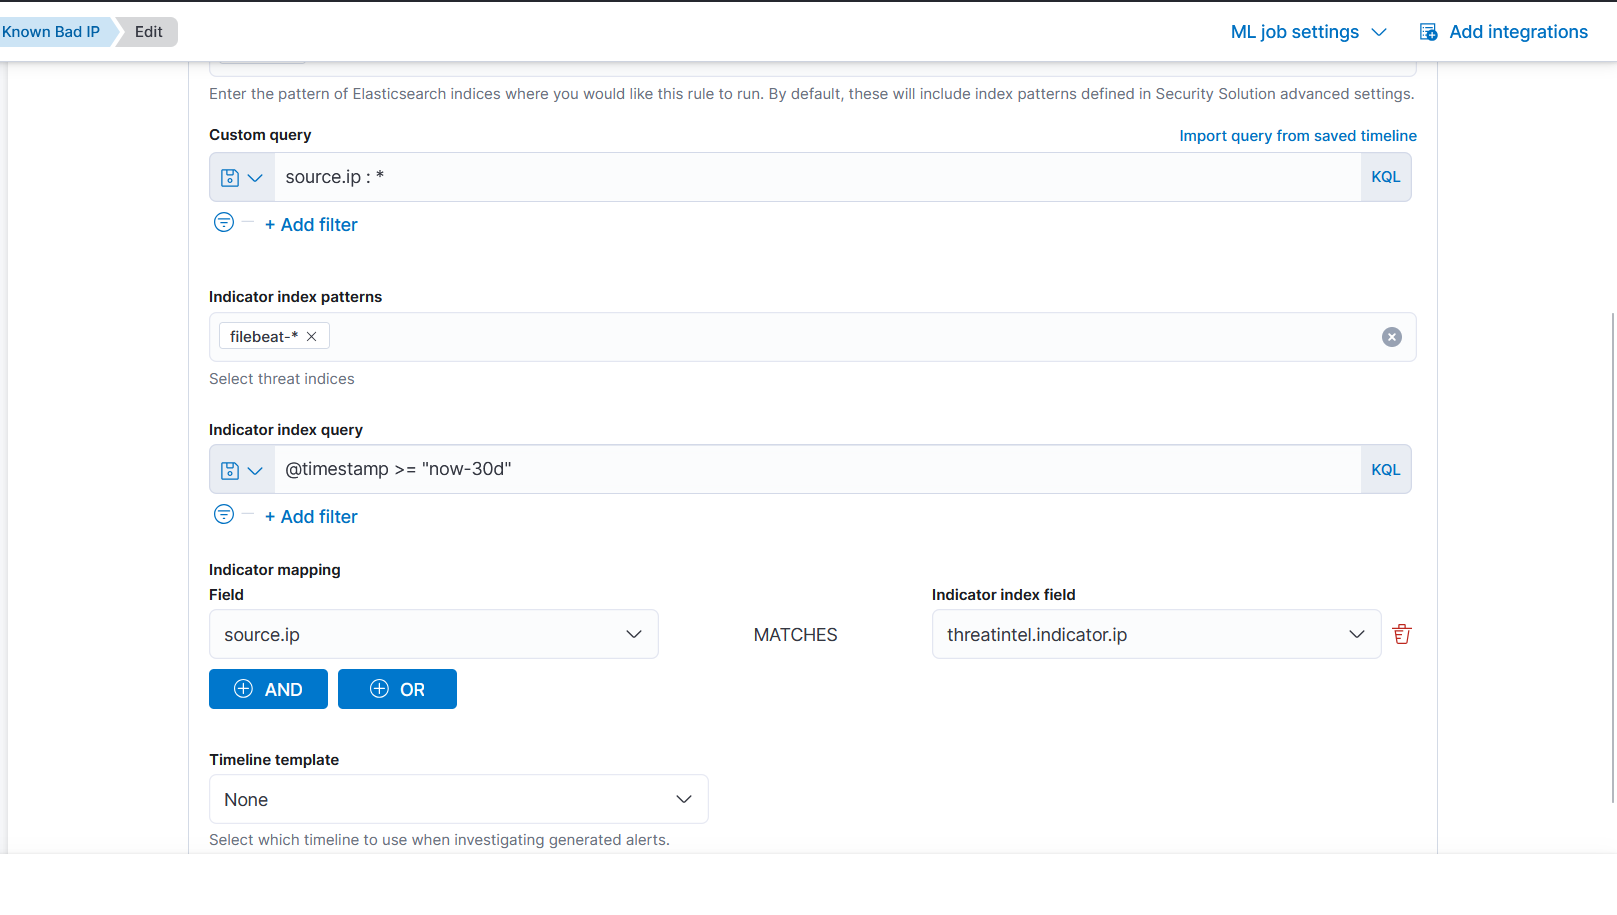 Known Bad IP Edit ML job settings Add integrations
Enter the pattern of Elasticsearch indices where you would like this rule to run. By default, these will include index patterns defined in Security Solution advanced settings.
Custom query Import query from saved timeline
source.ip : * KQL
+ Add filter
Indicator index patterns
filebeat-*
Select threat indices
Indicator index query
@timestamp >= "now-30d" KQL
+ Add filter
Indicator mapping
Field Indicator index field
source.ip MATCHES threatintel.indicator.ip
AND OR
Timeline template
None
Select which timeline to use when investigating generated alerts.